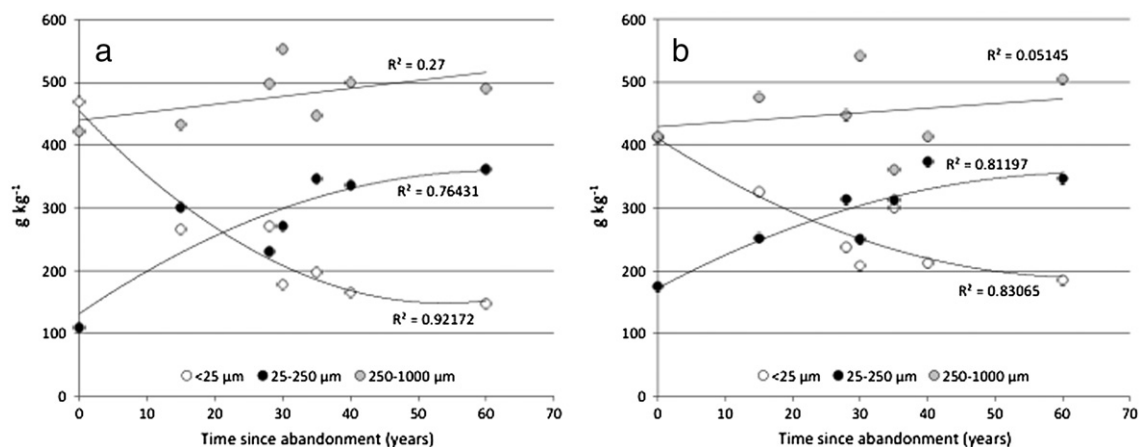 a
600
500
400
300
200
100
0
g kg⁻¹
R² = 0.27
R² = 0.76431
R² = 0.92172
<25 µm 25-250 µm 250-1000 µm
0 10 20 30 40 50 60 70
Time since abandonment (years)
b
600
500
400
300
200
100
0
g kg⁻¹
R² = 0.05145
R² = 0.81197
R² = 0.83065
<25 µm 25-250 µm 250-1000 µm
0 10 20 30 40 50 60 70
Time since abandonment (years)